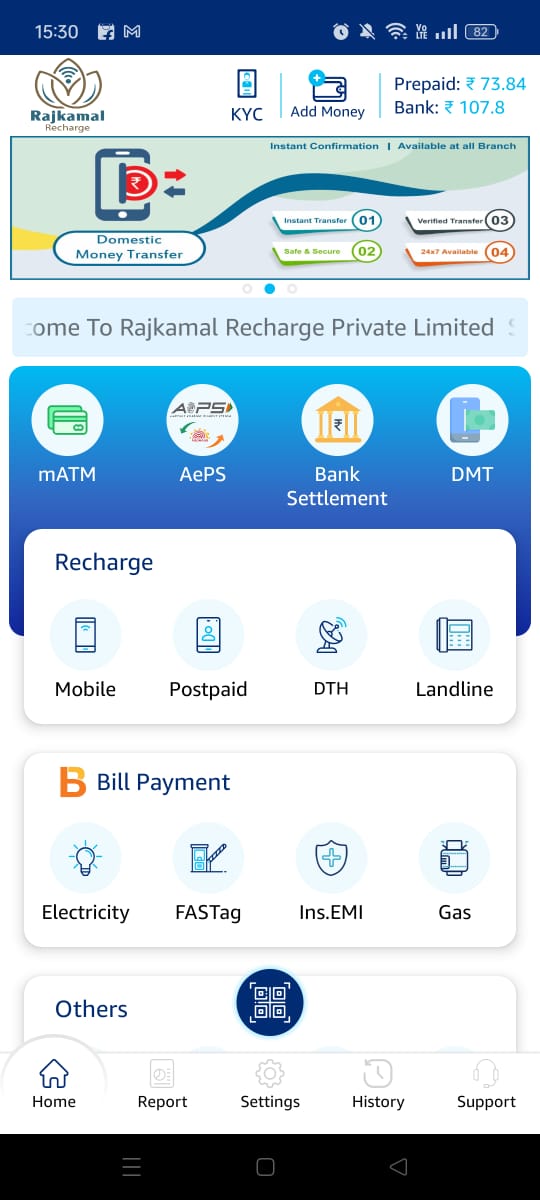 15:30
Vo
LTE
82
Rajkamal
Recharge
KYC
Add Money
Prepaid: ₹ 73.84
Bank: ₹ 107.8
Instant Confirmation | Available at all Branch
Domestic
Money Transfer
Instant Transfer 01
Verified Transfer 03
Safe & Secure 02
24x7 Available 04
come To Rajkamal Recharge Private Limited
mATM
AePS
Bank
Settlement
DMT
Recharge
Mobile
Postpaid
DTH
Landline
B Bill Payment
Electricity
FASTag
Ins.EMI
Gas
Others
Home
Report
Settings
History
Support